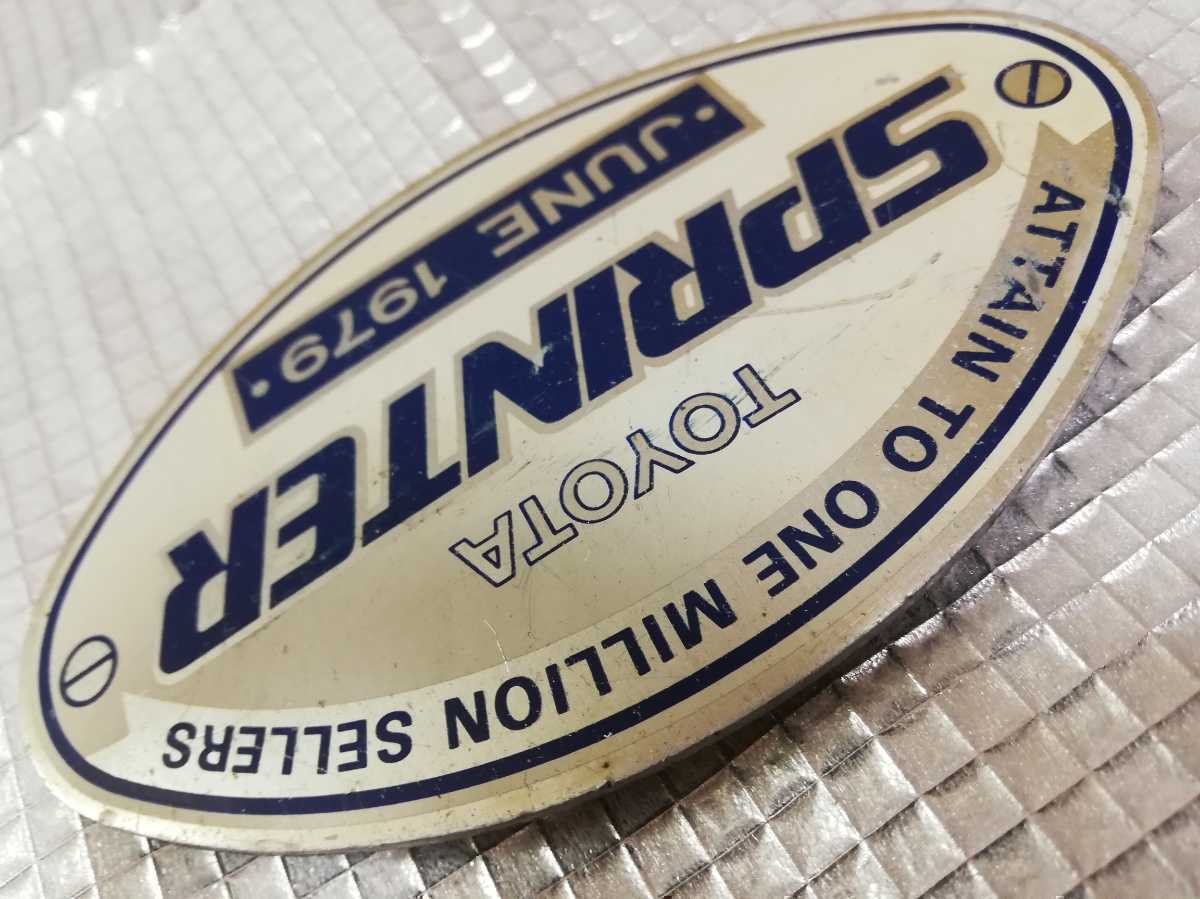 ATTAIN TO ONE MILLION SELLERS
TOYOTA
SPRINTER
• JUNE 1979 •